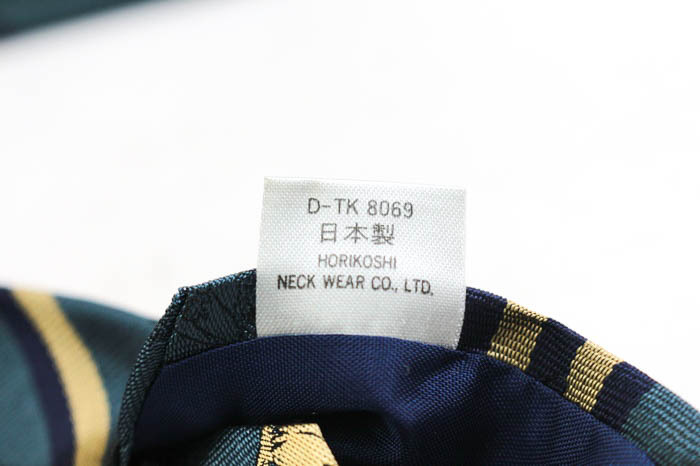 D-TK 8069
日本製
HORIKOSHI
NECK WEAR CO., LTD.